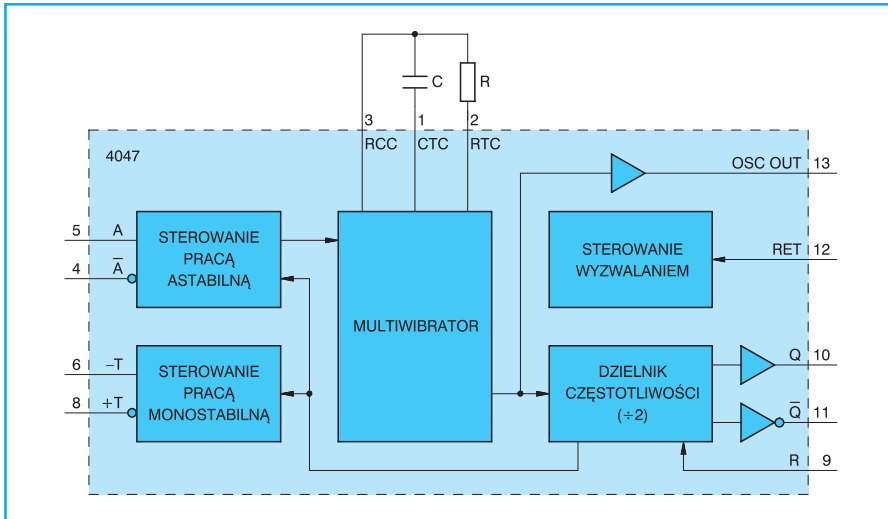 C
R
3
1
2
RCC
CTC
RTC
4047
OSC OUT
13
5
A
4
A̅
STEROWANIE
PRACĄ
ASTABILNĄ
MULTIWIBRATOR
STEROWANIE
WYZWALANIEM
RET
12
6
–T
8
+T
STEROWANIE
PRACĄ
MONOSTABILNĄ
DZIELNIK
CZĘSTOTLIWOŚCI
(÷2)
Q
10
Q̅
11
R
9